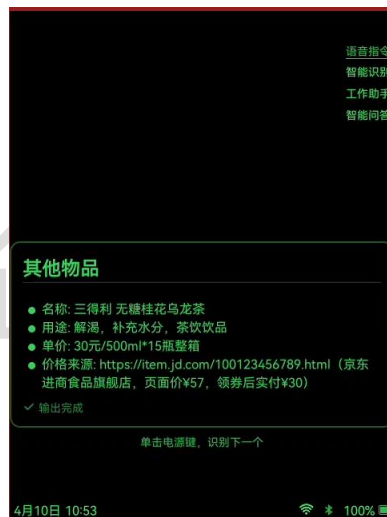 语音指令
智能识别
工作助手
智能问答
其他物品
名称: 三得利 无糖桂花乌龙茶
用途: 解渴，补充水分，茶饮饮品
单价: 30元/500ml*15瓶整箱
价格来源: https://item.jd.com/100123456789.html（京东
进商食品旗舰店，页面价¥57，领券后实付¥30）
输出完成
单击电源键，识别下一个
4月10日 10:53
100%